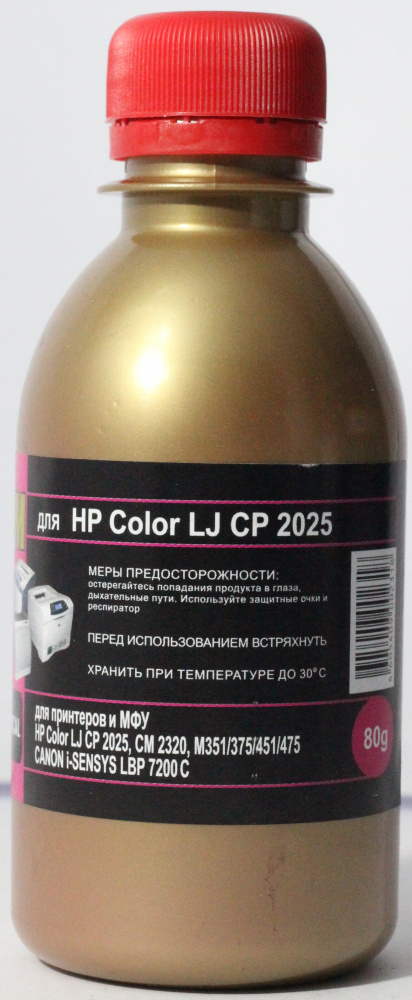 для HP Color LJ CP 2025
МЕРЫ ПРЕДОСТОРОЖНОСТИ:
остерегайтесь попадания продукта в глаза,
дыхательные пути. Используйте защитные очки и
респиратор
ПЕРЕД ИСПОЛЬЗОВАНИЕМ ВСТРЯХНУТЬ
ХРАНИТЬ ПРИ ТЕМПЕРАТУРЕ ДО 30°С
для принтеров и МФУ
HP Color LJ CP 2025, CM 2320, M351/375/451/475
CANON i-SENSYS LBP 7200 C
80g